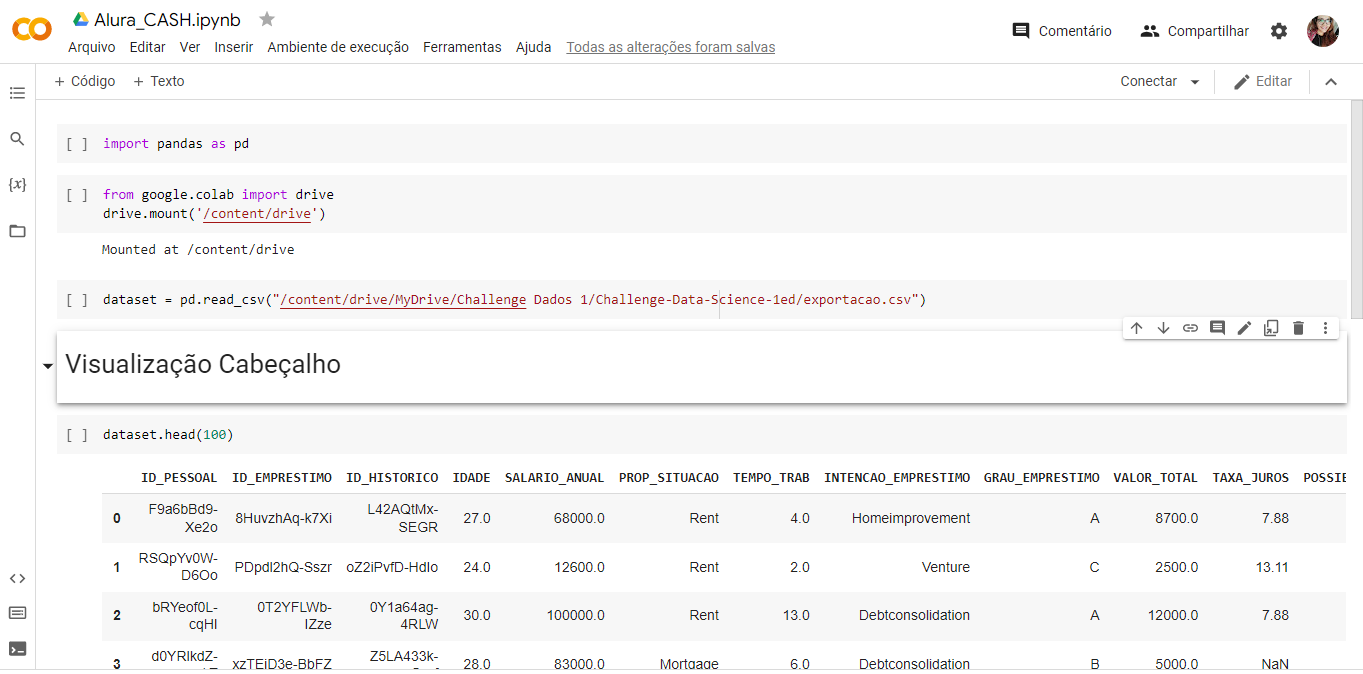 Alura_CASH.ipynb
Comentário
Compartilhar
Arquivo Editar Ver Inserir Ambiente de execução Ferramentas Ajuda Todas as alterações foram salvas
+ Código + Texto
Conectar
Editar
[ ] import pandas as pd
{x}
[ ] from google.colab import drive
drive.mount('/content/drive')
Mounted at /content/drive
[ ] dataset = pd.read_csv("/content/drive/MyDrive/Challenge Dados 1/Challenge-Data-Science-1ed/exportacao.csv")
Visualização Cabeçalho
[ ] dataset.head(100)
ID_PESSOAL ID_EMPRESTIMO ID_HISTORICO IDADE SALARIO_ANUAL PROP_SITUACAO TEMPO_TRAB INTENCAO_EMPRESTIMO GRAU_EMPRESTIMO VALOR_TOTAL TAXA_JUROS
0 F9a6bBd9-Xe2o 8HuvzhAq-k7Xi L42AQtMx-SEGR 27.0 68000.0 Rent 4.0 Homeimprovement A 8700.0 7.88
1 RSQpYv0W-D6Oo PDpdl2hQ-Sszr oZ2iPvfD-Hdlo 24.0 12600.0 Rent 2.0 Venture C 2500.0 13.11
2 bRYeof0L-cqHI 0T2YFLWb-IZze 0Y1a64ag-4RLW 30.0 100000.0 Rent 13.0 Debtconsolidation A 12000.0 7.88
3 d0YRlkdZ- xzTEiD3e-BbFZ Z5LA433k- 28.0 83000.0 Mortgage 6.0 Debtconsolidation B 5000.0 NaN